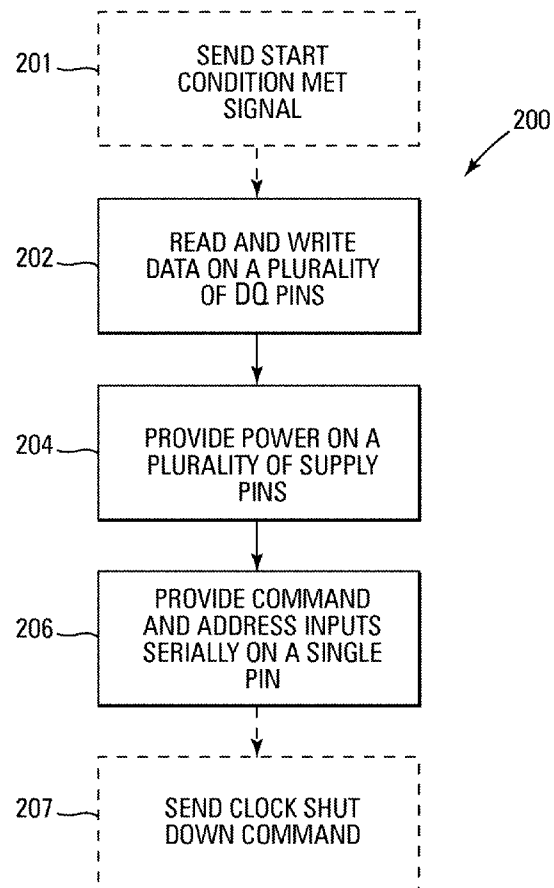 201
SEND START
CONDITION MET
SIGNAL
200
202
READ AND WRITE
DATA ON A PLURALITY
OF DQ PINS
204
PROVIDE POWER ON A
PLURALITY OF SUPPLY
PINS
206
PROVIDE COMMAND
AND ADDRESS INPUTS
SERIALLY ON A SINGLE
PIN
207
SEND CLOCK SHUT
DOWN COMMAND